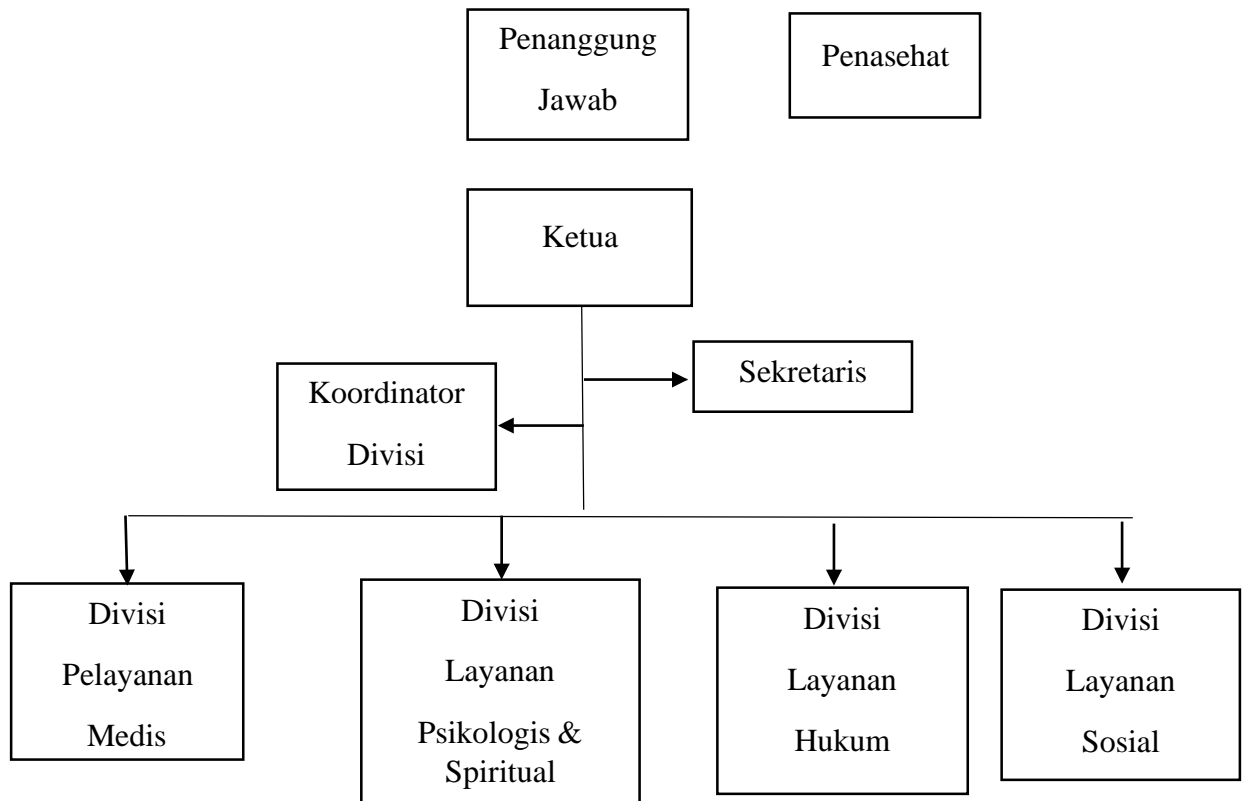 Penanggung
Jawab
Penasehat
Ketua
Sekretaris
Koordinator
Divisi
Divisi
Pelayanan
Medis
Divisi
Layanan
Psikologis &
Spiritual
Divisi
Layanan
Hukum
Divisi
Layanan
Sosial